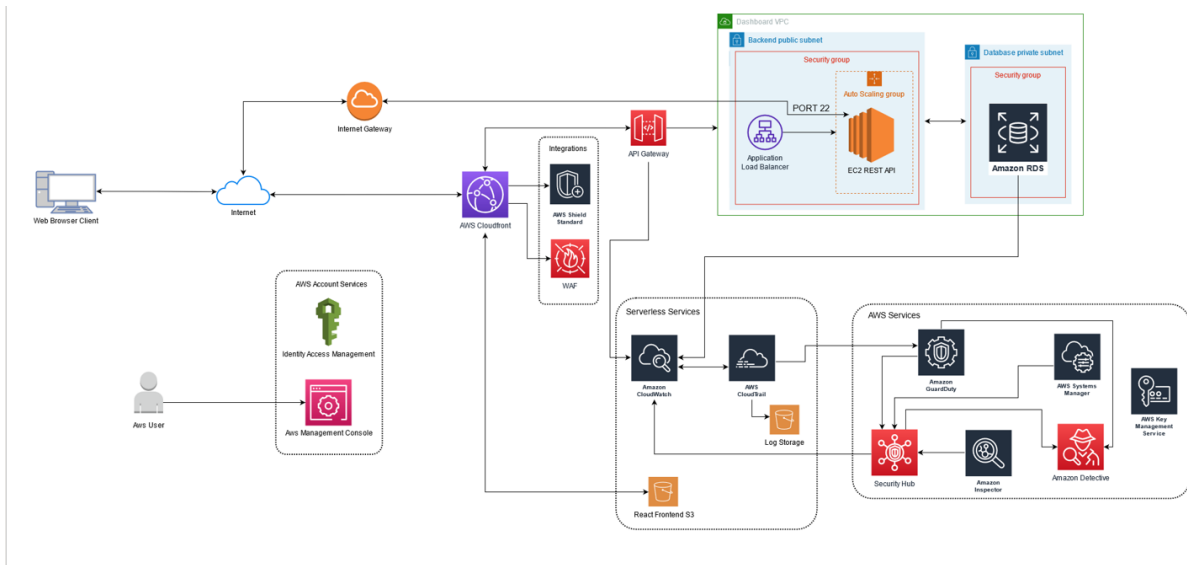 Dashboard VPC
Backend public subnet
Database private subnet
Security group
Security group
Auto Scaling group
PORT 22
Internet Gateway
API Gateway
Application
Load Balancer
EC2 REST API
Amazon RDS
Integrations
AWS Shield
Standard
WAF
Web Browser Client
Internet
AWS Cloudfront
AWS Account Services
Identity Access Management
Aws User
Aws Management Console
Serverless Services
Amazon
CloudWatch
AWS
CloudTrail
Log Storage
React Frontend S3
AWS Services
Amazon
GuardDuty
AWS Systems
Manager
AWS Key
Management
Service
Security Hub
Amazon
Inspector
Amazon Detective